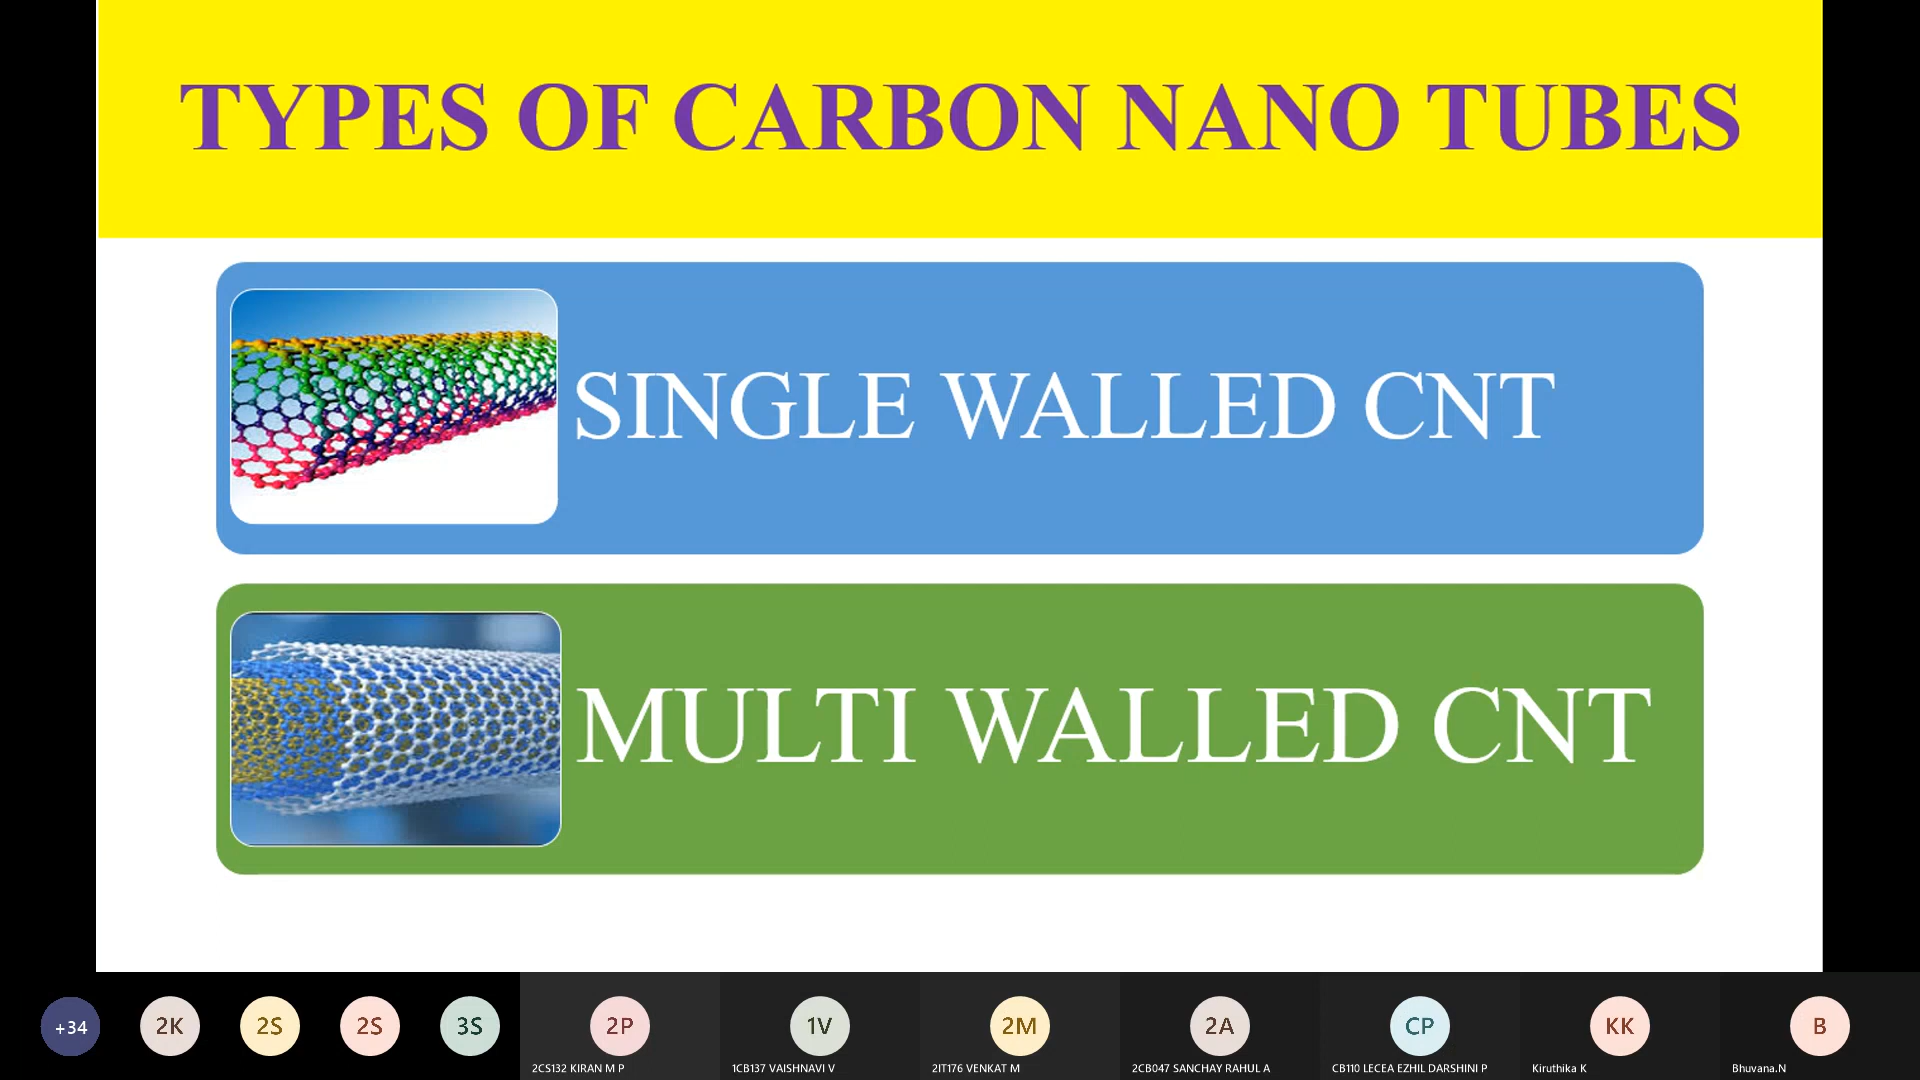 TYPES OF CARBON NANO TUBES
SINGLE WALLED CNT
MULTI WALLED CNT
+34
2K
2S
2S
3S
2P
1V
2M
2A
CP
KK
B
2CS132 KIRAN M P
1CB137 VAISHNAVI V
2IT176 VENKAT M
2CB047 SANCHAY RAHUL A
CB110 LECEA EZHIL DARSHINI P
Kiruthika K
Bhuvana.N